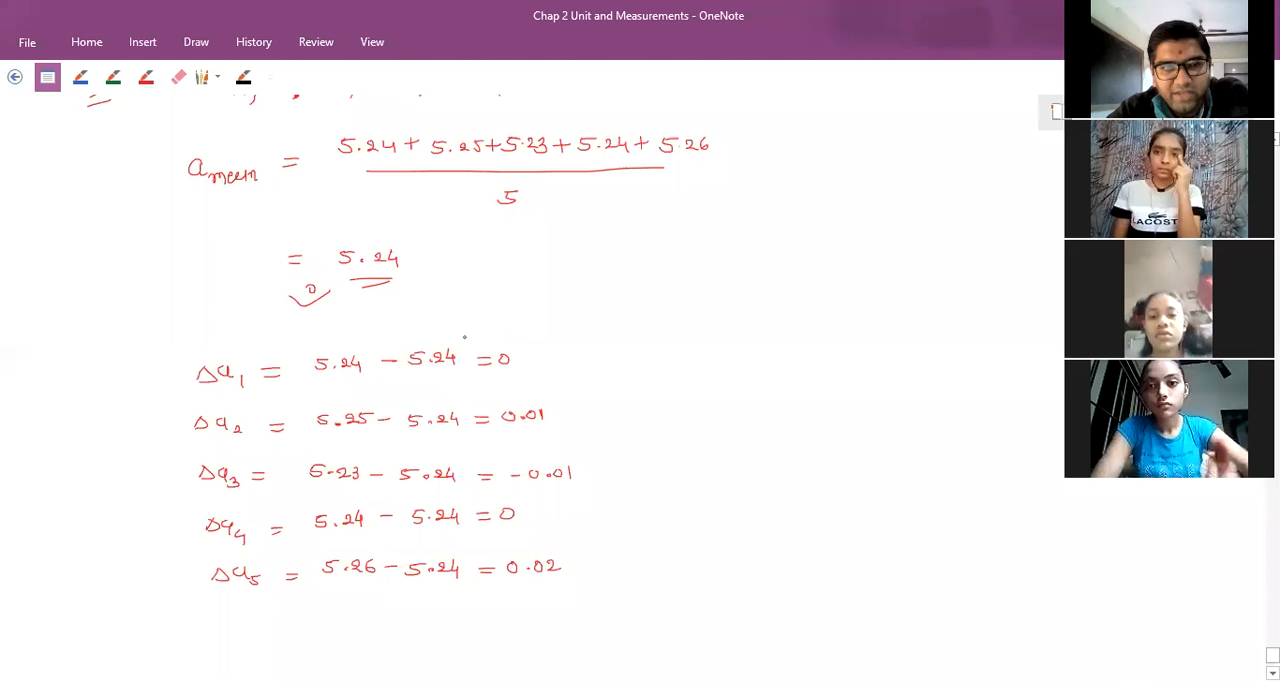 Chap 2 Unit and Measurements - OneNote
File Home Insert Draw History Review View
a mean = 5.24 + 5.25 + 5.23 + 5.24 + 5.26
5
= 5.24
Δa1 = 5.24 - 5.24 = 0
Δa2 = 5.25 - 5.24 = 0.01
Δa3 = 5.23 - 5.24 = - 0.01
Δa4 = 5.24 - 5.24 = 0
Δa5 = 5.26 - 5.24 = 0.02
LACOST